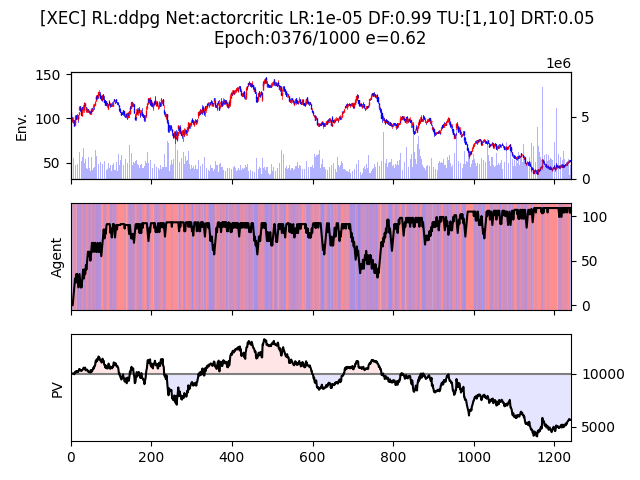 [XEC] RL:ddpg Net:actorcritic LR:1e-05 DF:0.99 TU:[1,10] DRT:0.05
Epoch:0376/1000 e=0.62
1e6
150
100
50
Env.
5
0
Agent
100
50
0
PV
10000
5000
0 200 400 600 800 1000 1200